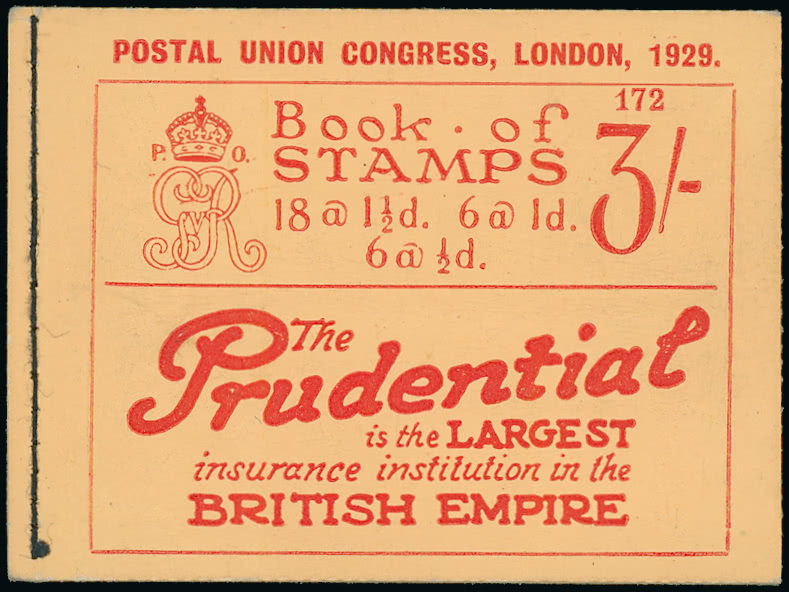 POSTAL UNION CONGRESS, LONDON, 1929.
172
P. O.
Book · of
STAMPS
3/-
18 @ 1½d. 6 @ 1d.
6 @ ½d.
The
Prudential
is the LARGEST
insurance institution in the
BRITISH EMPIRE